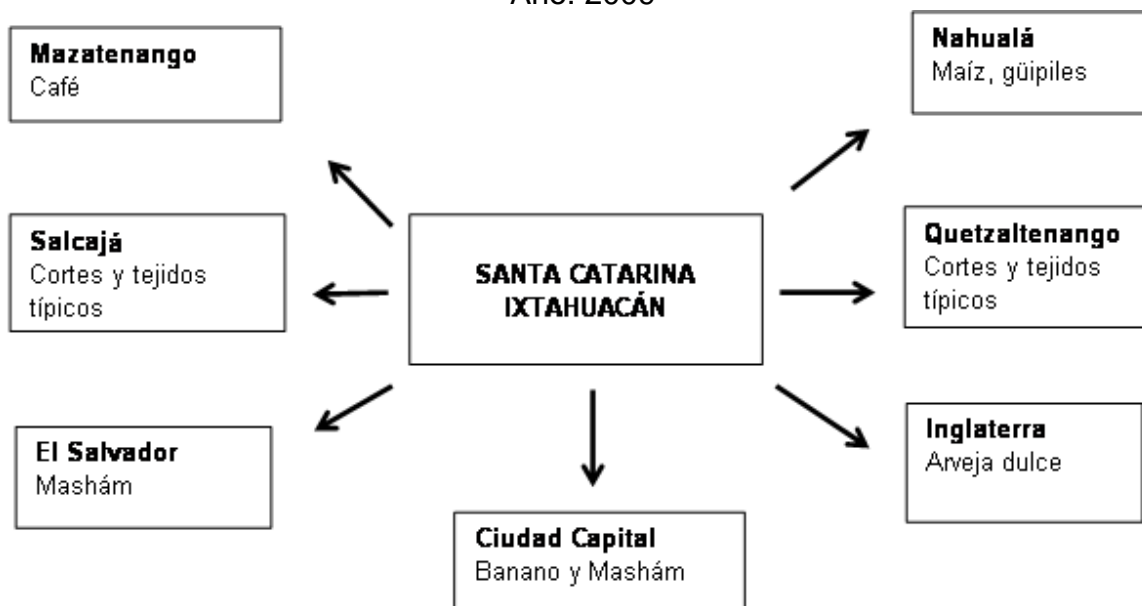 Mazatenango
Café
Nahualá
Maíz, güipiles
Salcajá
Cortes y tejidos
típicos
SANTA CATARINA
IXTAHUACÁN
Quetzaltenango
Cortes y tejidos
típicos
El Salvador
Mashám
Inglaterra
Arveja dulce
Ciudad Capital
Banano y Mashám